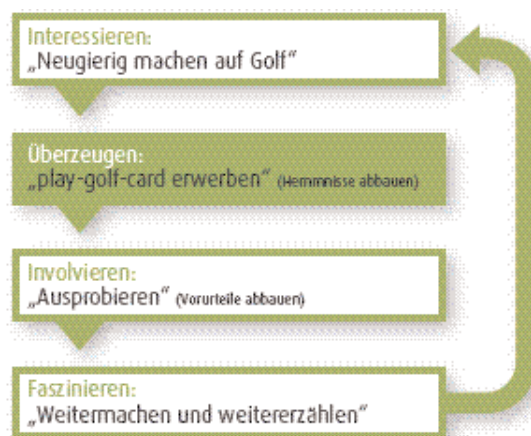 Interessieren:
„Neugierig machen auf Golf“
Überzeugen:
„play-golf-card erwerben“ (Hemmnisse abbauen)
Involvieren:
„Ausprobieren“ (Vorurteile abbauen)
Faszinieren:
„Weitermachen und weitererzählen“